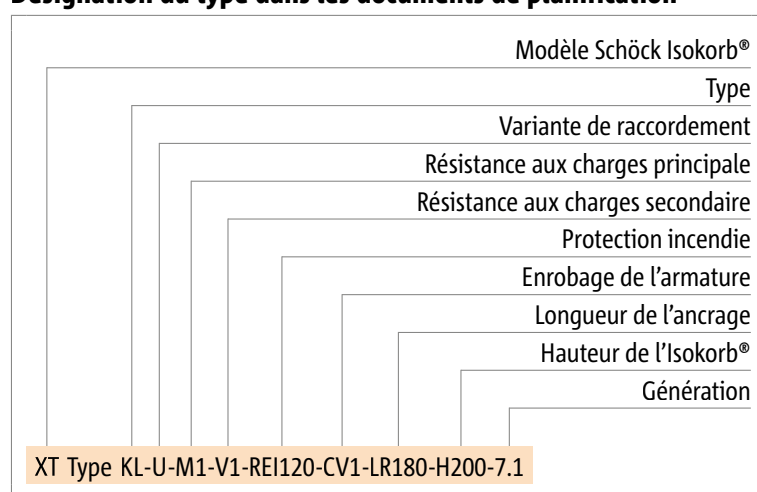 Désignation du type dans les documents de planification
Modèle Schöck Isokorb®
Type
Variante de raccordement
Résistance aux charges principale
Résistance aux charges secondaire
Protection incendie
Enrobage de l’armature
Longueur de l’ancrage
Hauteur de l’Isokorb®
Génération
XT Type KL-U-M1-V1-REI120-CV1-LR180-H200-7.1